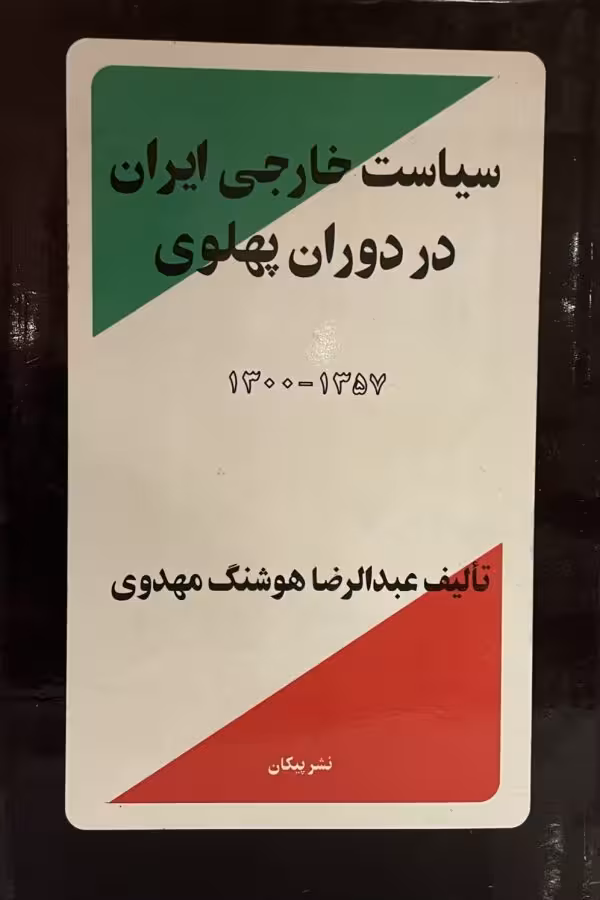 سیاست خارجی ایران
در دوران پهلوی
۱۳۰۰-۱۳۵۷
تألیف عبدالرضا هوشنگ مهدوی
نشر پیکان